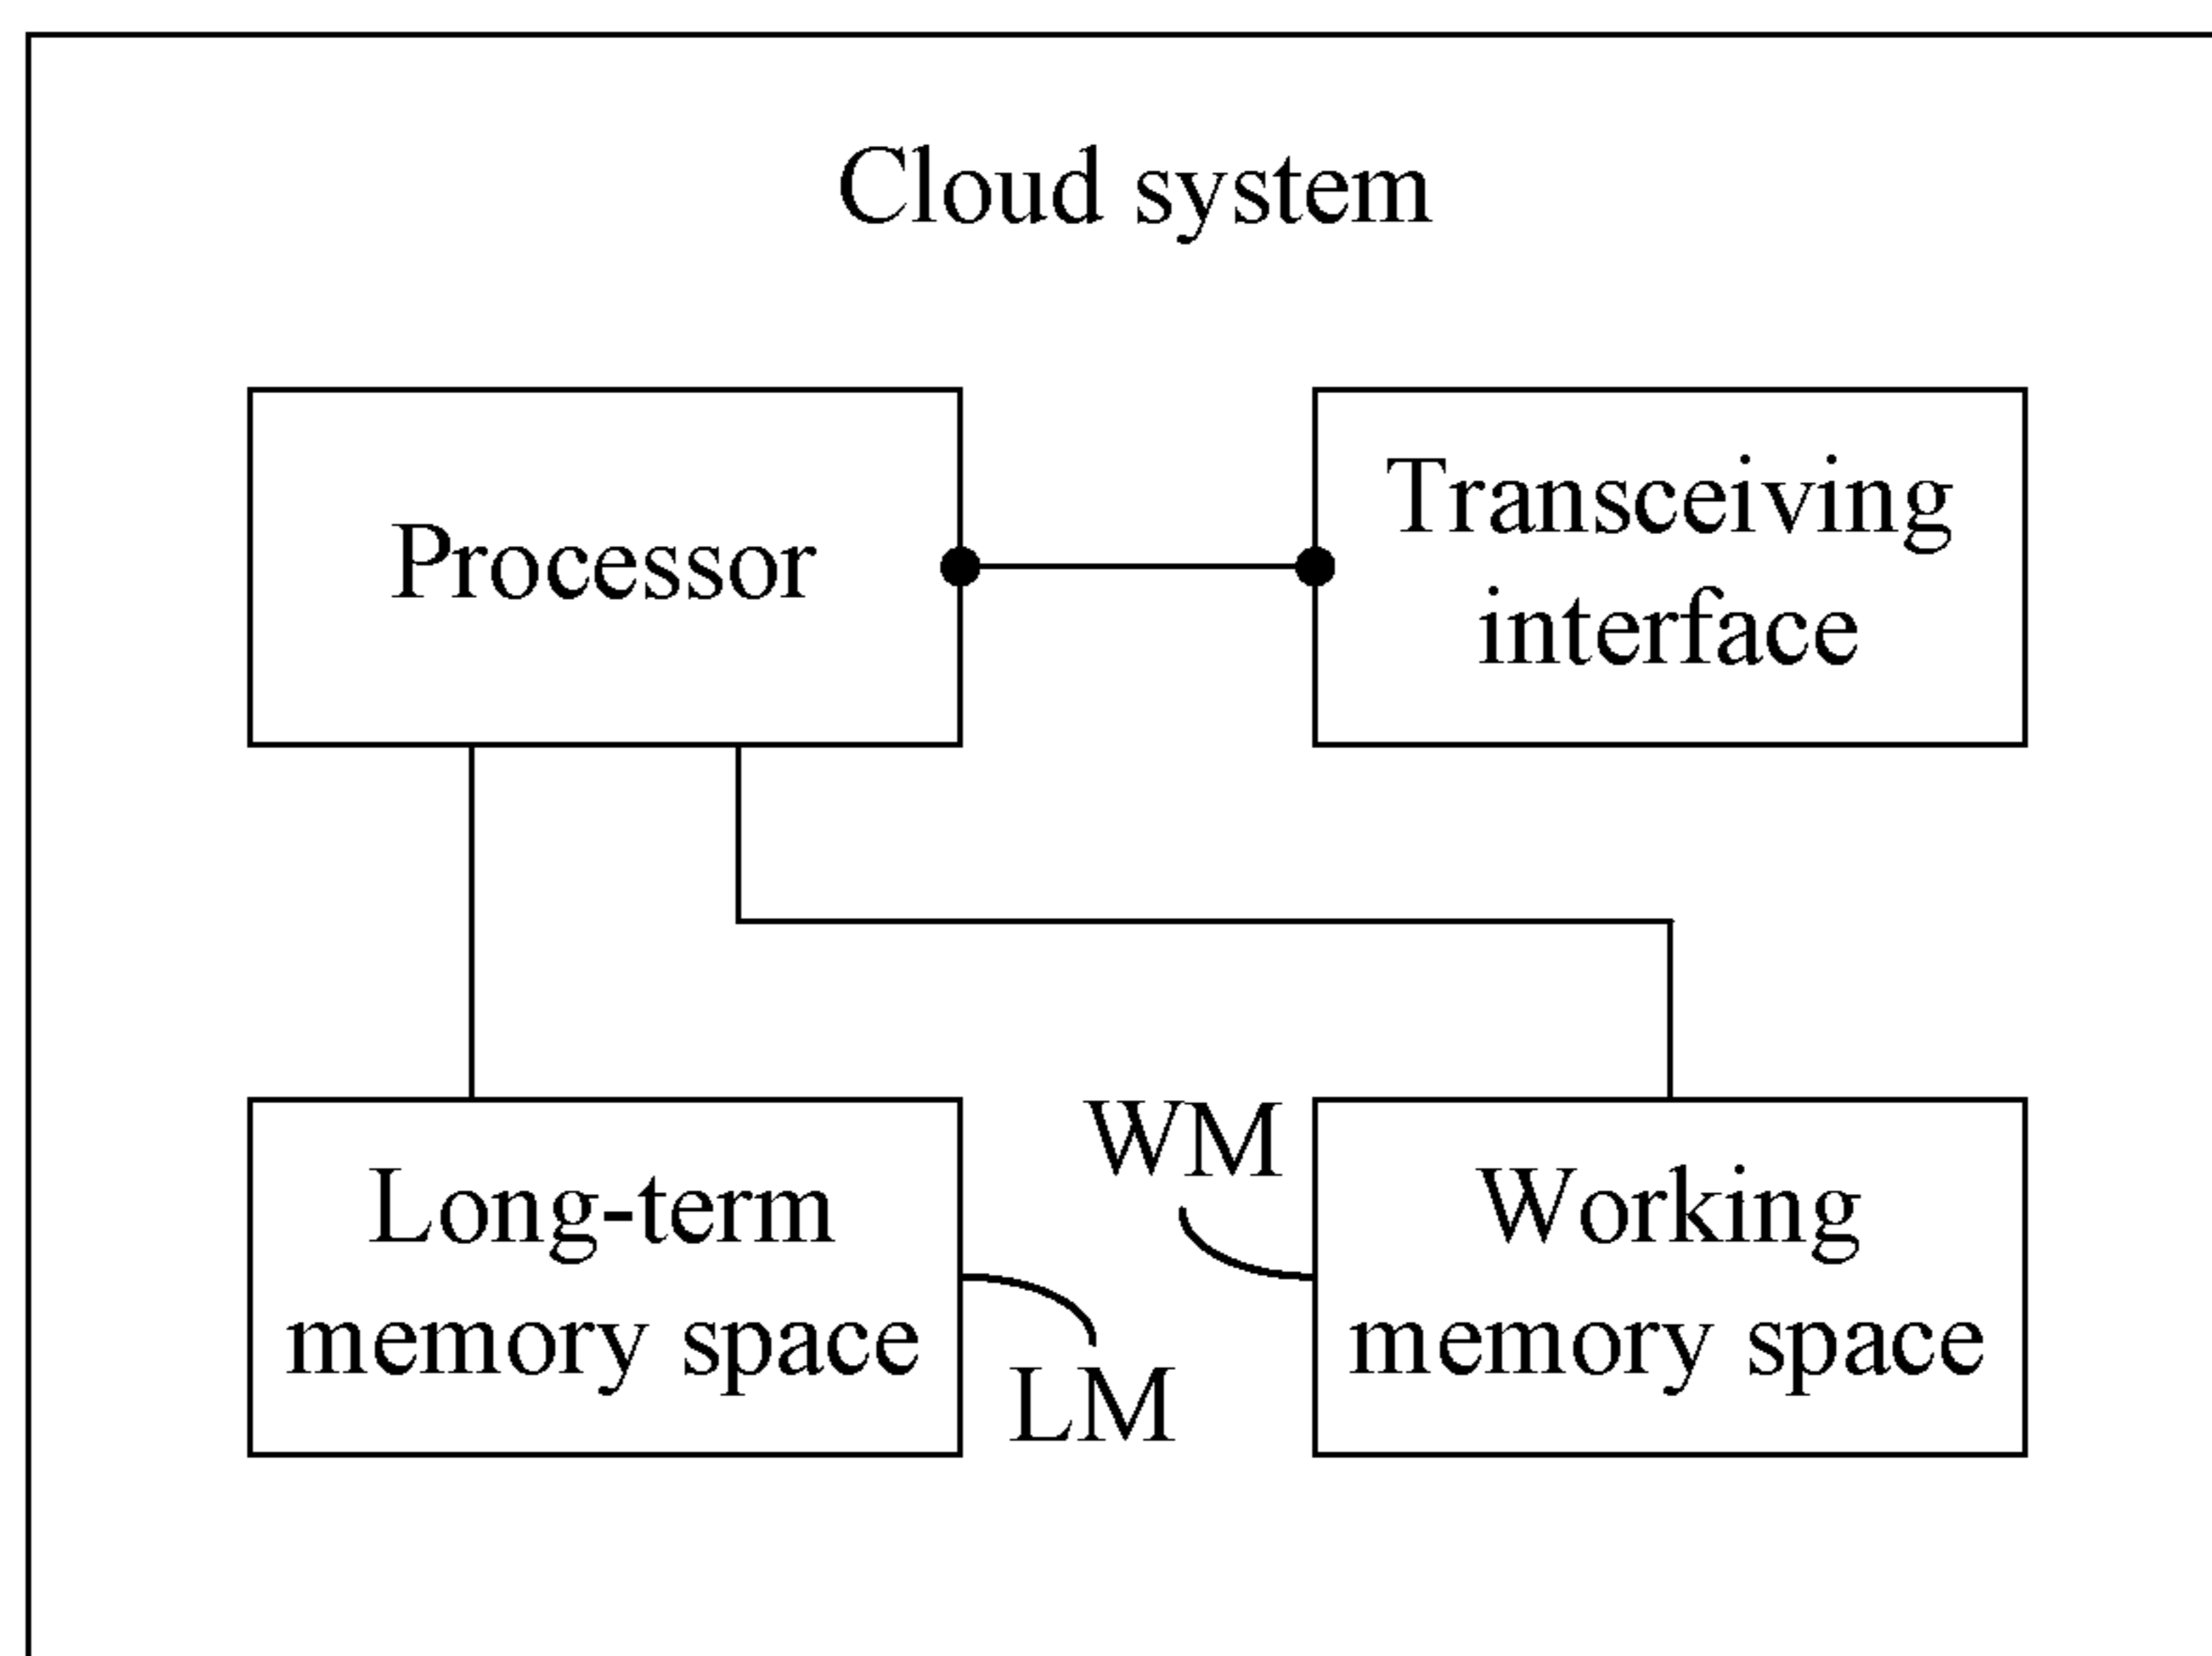 Cloud system
Processor
Transceiving
interface
Long-term
memory space
LM
WM
Working
memory space